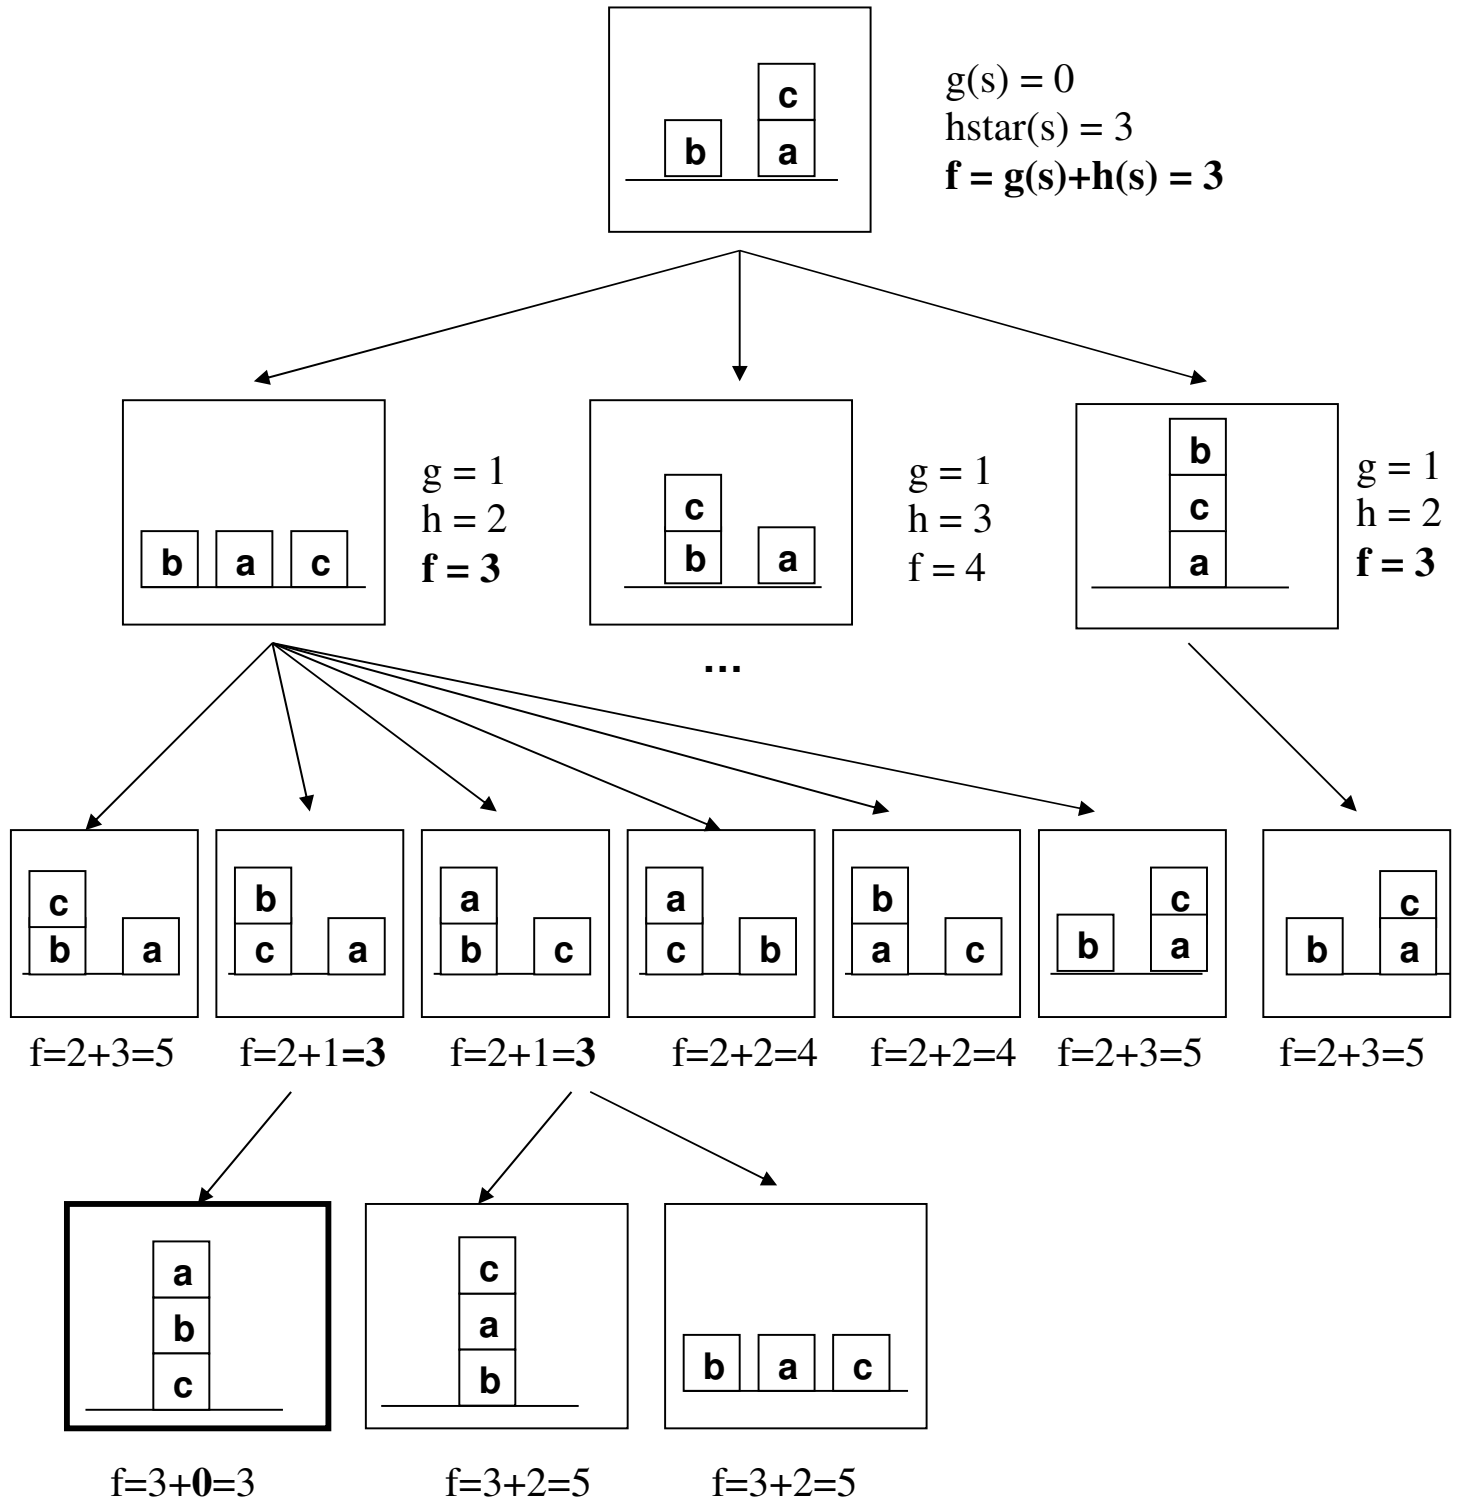 c
b a
g(s) = 0
hstar(s) = 3
f = g(s)+h(s) = 3
b a c
g = 1
h = 2
f = 3
c
b a
g = 1
h = 3
f = 4
b
c
a
g = 1
h = 2
f = 3
...
c
b a
f=2+3=5
b
c a
f=2+1=3
a
b c
f=2+1=3
a
c b
f=2+2=4
b
a c
f=2+2=4
c
b a
f=2+3=5
c
b a
f=2+3=5
a
b
c
f=3+0=3
c
a
b
f=3+2=5
b a c
f=3+2=5